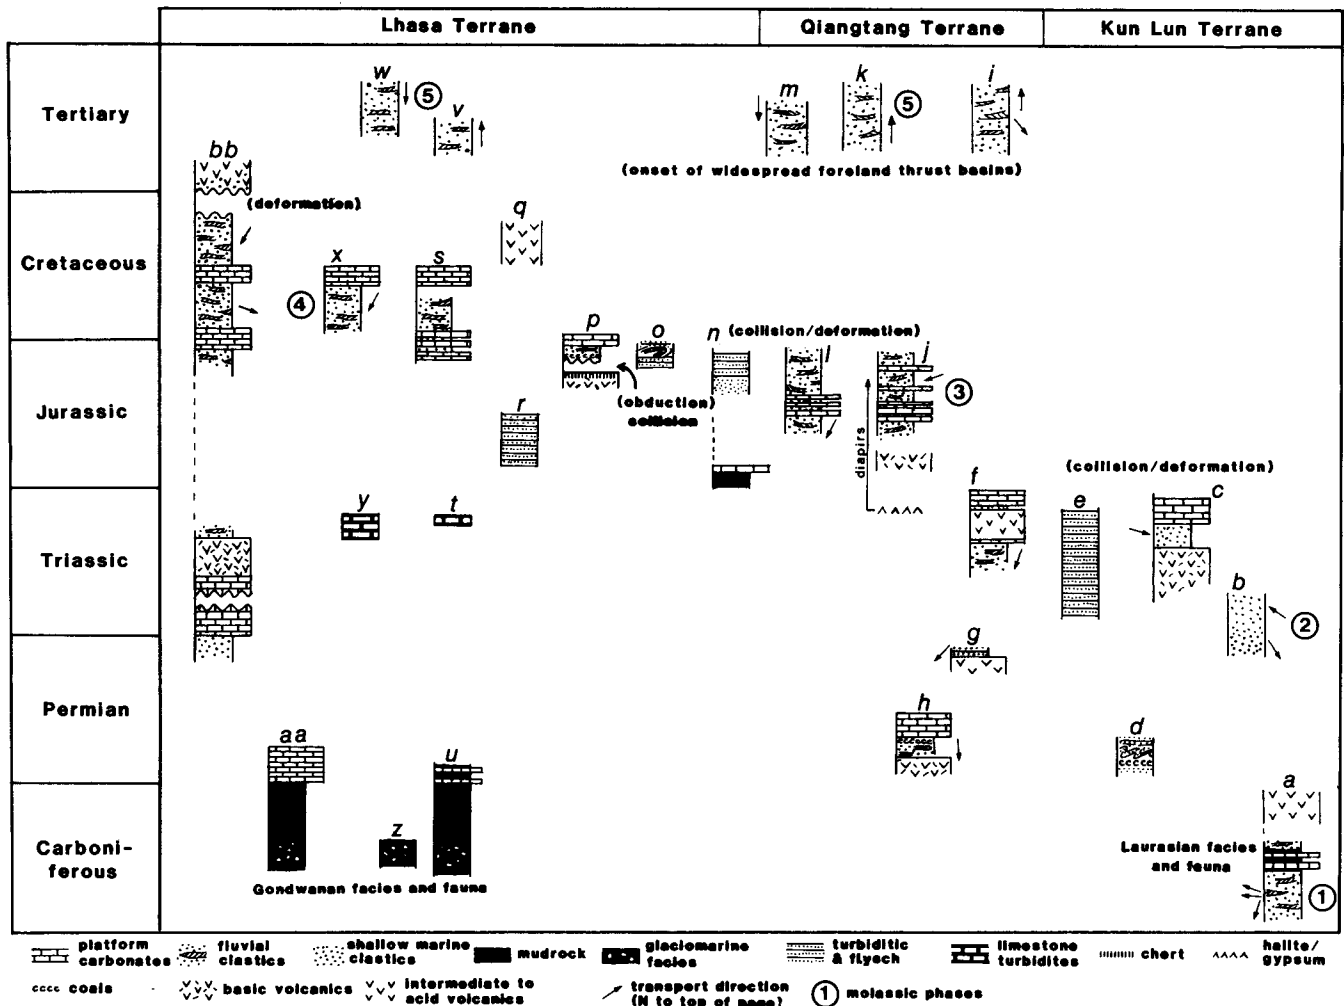 Lhasa Terrane
Qiangtang Terrane
Kun Lun Terrane
Tertiary
w
5
v
m
k
5
i
(onset of widespread foreland thrust basins)
bb
(deformation)
Cretaceous
q
x
s
4
p
o
n
(collision/deformation)
l
j
Jurassic
3
(obduction)
collision
r
diapirs
(collision/deformation)
f
e
c
y
t
Triassic
b
2
g
Permian
h
d
aa
u
a
z
Carboni-
ferous
Gondwanan facies and fauna
Laurasian facies
and fauna
1
platform
carbonates
fluvial
clastics
shallow marine
clastics
mudrock
glaciomarine
facies
turbiditic
& flysch
limestone
turbidites
chert
halite/
gypsum
coals
basic volcanics
intermediate to
acid volcanics
transport direction
(N to top of page)
1 molassic phases